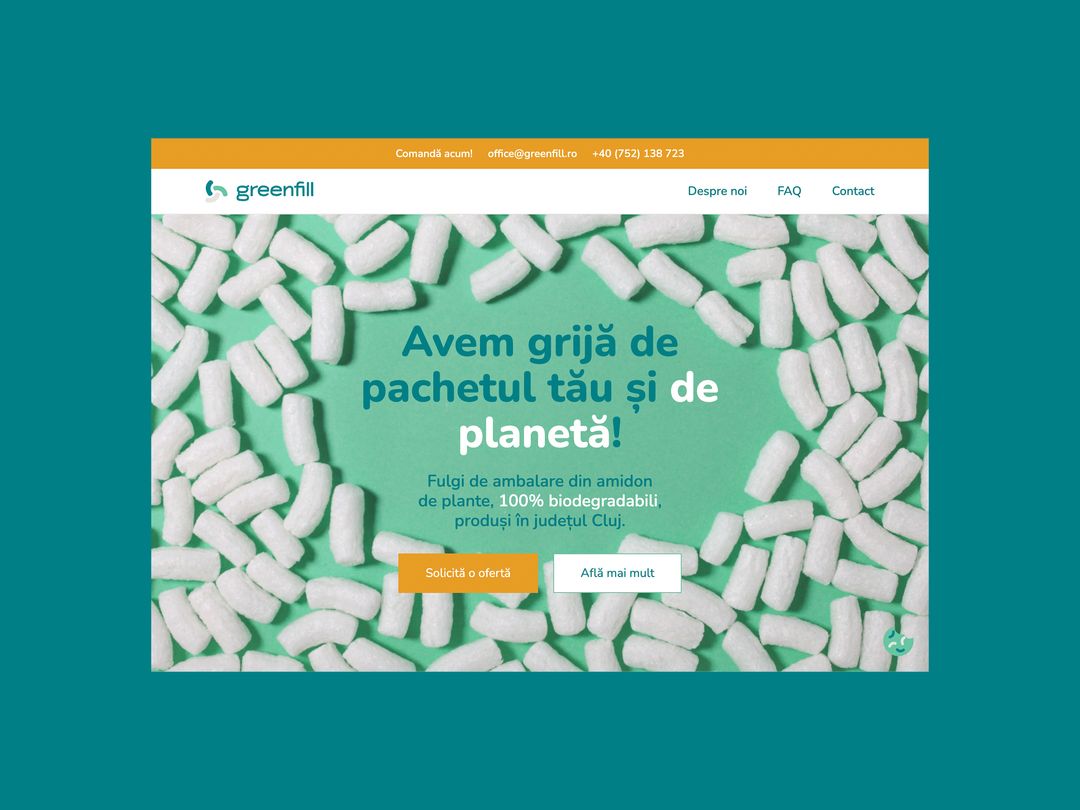 Comandă acum! office@greenfill.ro +40 (752) 138 723
greenfill Despre noi FAQ Contact
Avem grijă de
pachetul tău și de
planetă!
Fulgi de ambalare din amidon
de plante, 100% biodegradabili,
produși în județul Cluj.
Solicită o ofertă Află mai mult